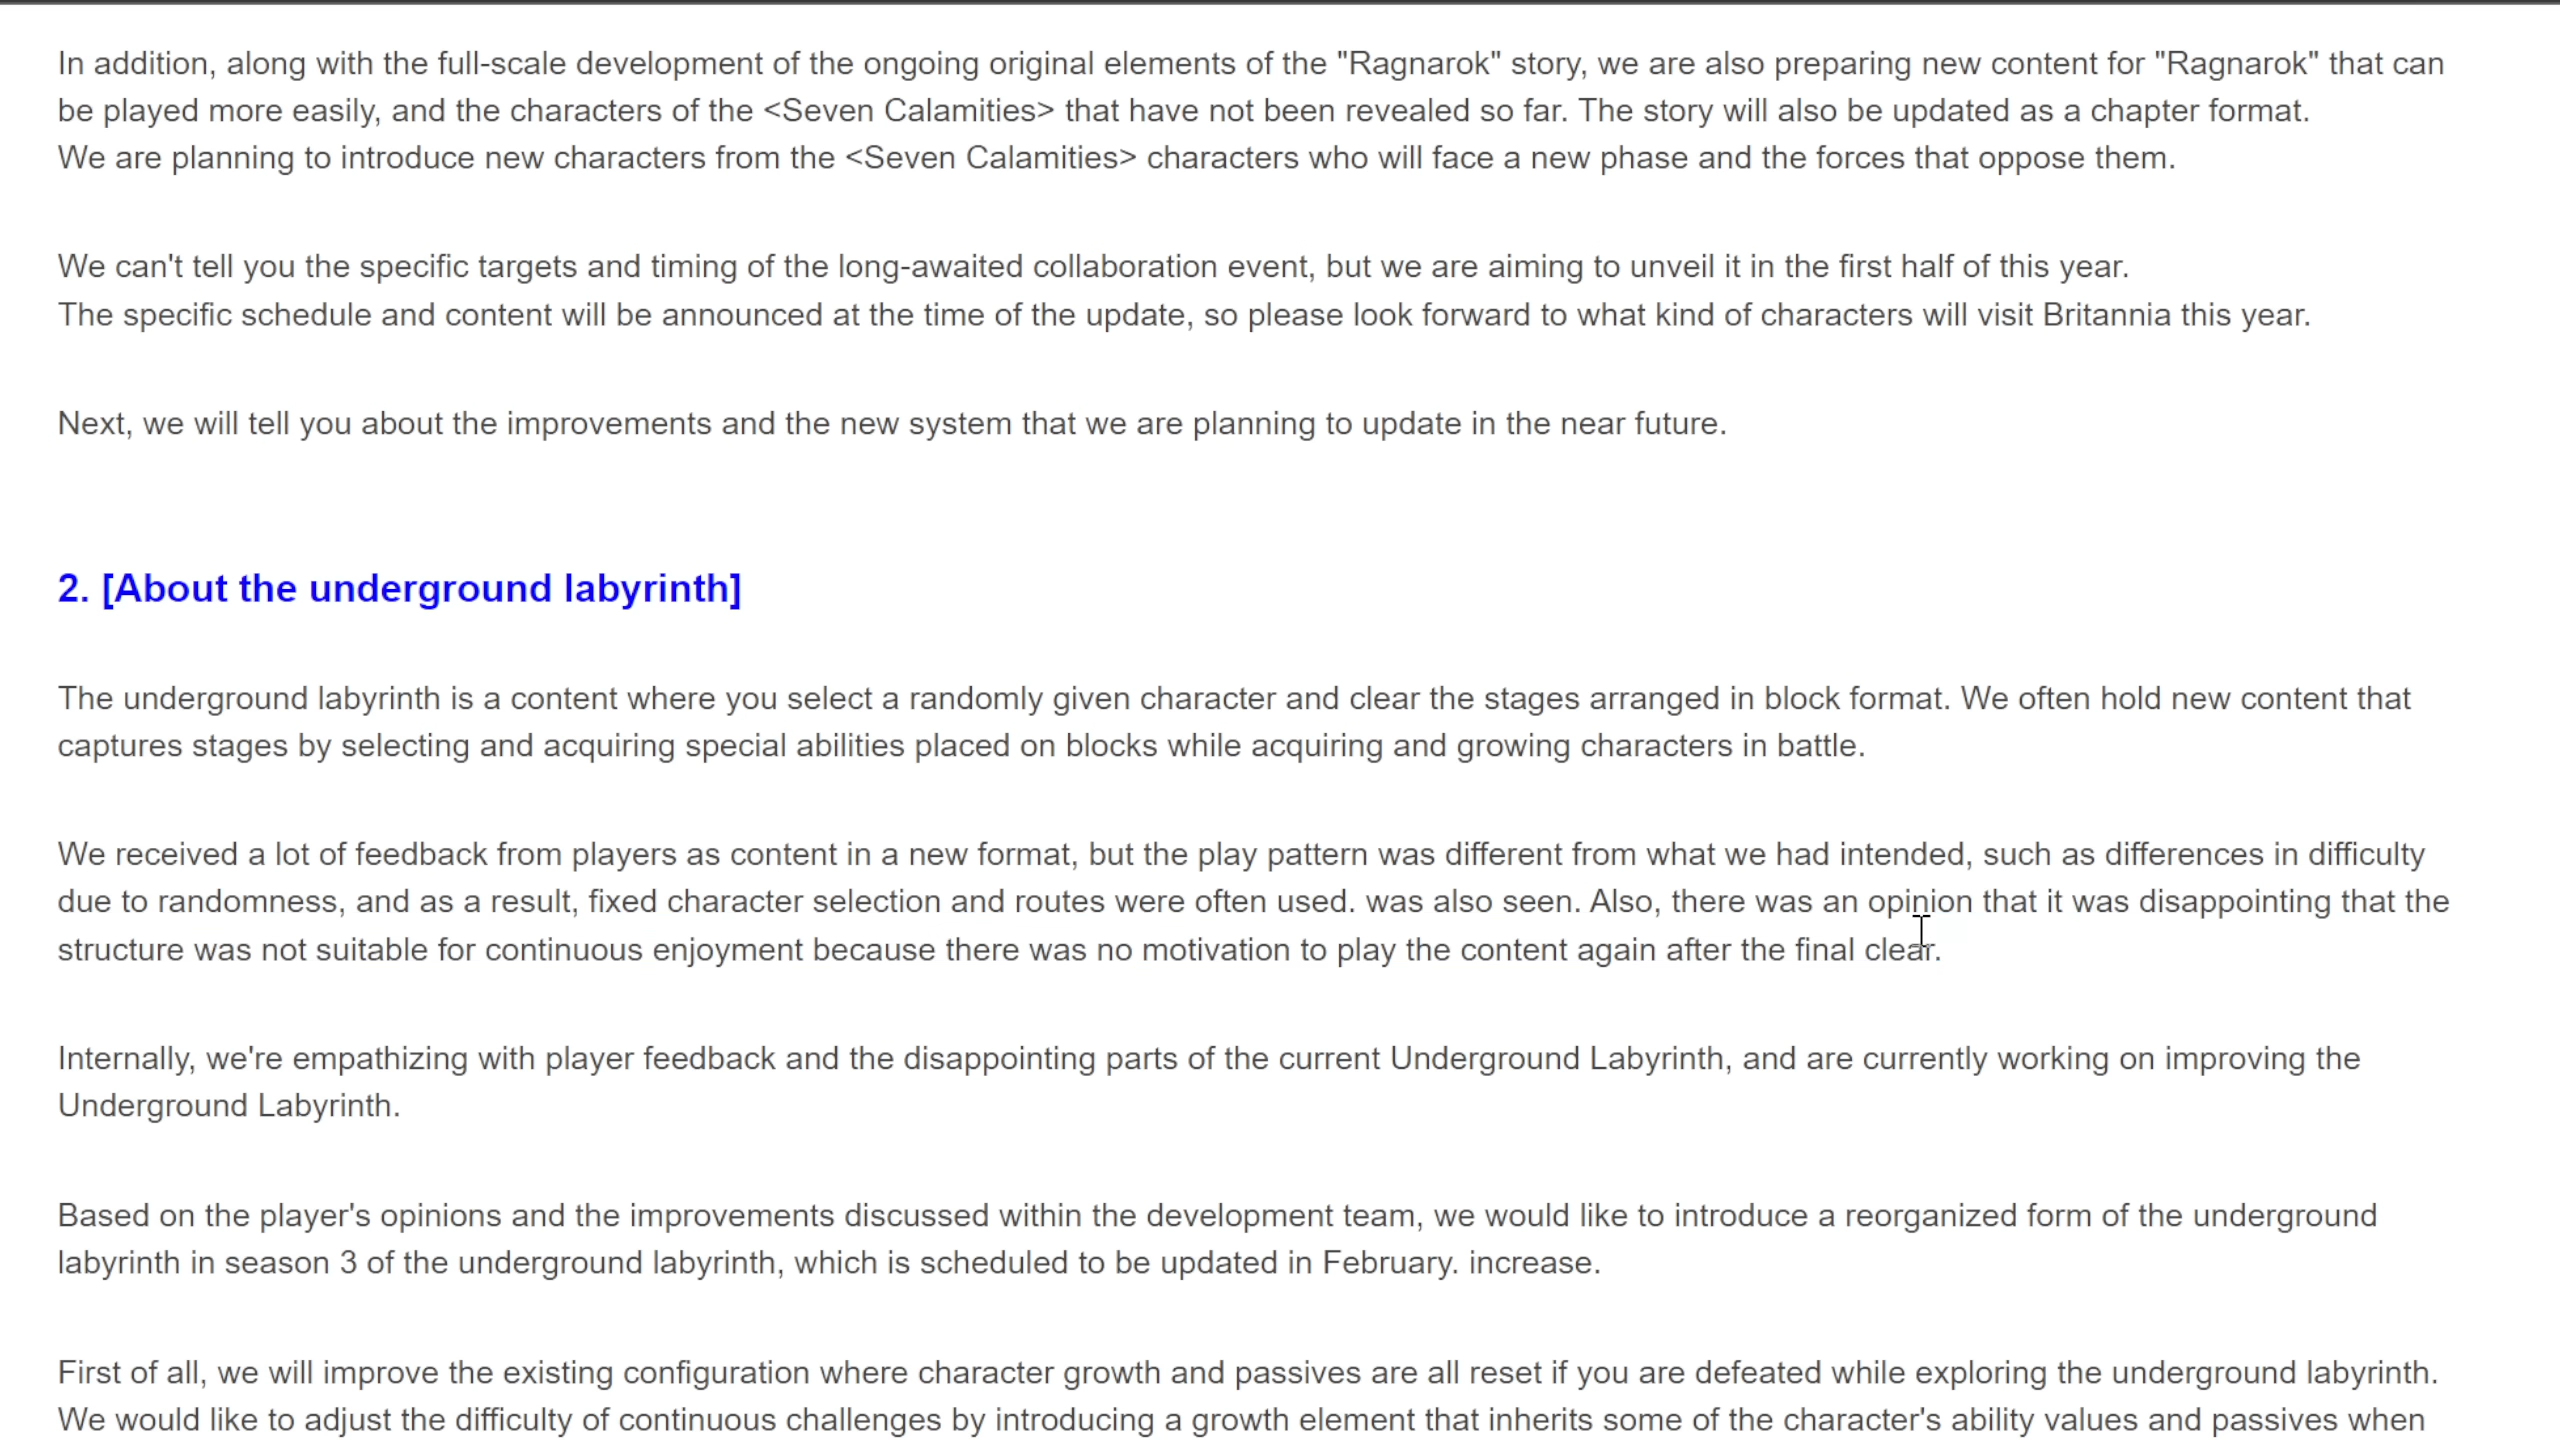 In addition, along with the full-scale development of the ongoing original elements of the "Ragnarok" story, we are also preparing new content for "Ragnarok" that can
be played more easily, and the characters of the <Seven Calamities> that have not been revealed so far. The story will also be updated as a chapter format.
We are planning to introduce new characters from the <Seven Calamities> characters who will face a new phase and the forces that oppose them.
We can't tell you the specific targets and timing of the long-awaited collaboration event, but we are aiming to unveil it in the first half of this year.
The specific schedule and content will be announced at the time of the update, so please look forward to what kind of characters will visit Britannia this year.
Next, we will tell you about the improvements and the new system that we are planning to update in the near future.
2. [About the underground labyrinth]
The underground labyrinth is a content where you select a randomly given character and clear the stages arranged in block format. We often hold new content that
captures stages by selecting and acquiring special abilities placed on blocks while acquiring and growing characters in battle.
We received a lot of feedback from players as content in a new format, but the play pattern was different from what we had intended, such as differences in difficulty
due to randomness, and as a result, fixed character selection and routes were often used. was also seen. Also, there was an opinion that it was disappointing that the
structure was not suitable for continuous enjoyment because there was no motivation to play the content again after the final clear.
Internally, we're empathizing with player feedback and the disappointing parts of the current Underground Labyrinth, and are currently working on improving the
Underground Labyrinth.
Based on the player's opinions and the improvements discussed within the development team, we would like to introduce a reorganized form of the underground
labyrinth in season 3 of the underground labyrinth, which is scheduled to be updated in February. increase.
First of all, we will improve the existing configuration where character growth and passives are all reset if you are defeated while exploring the underground labyrinth.
We would like to adjust the difficulty of continuous challenges by introducing a growth element that inherits some of the character's ability values and passives when